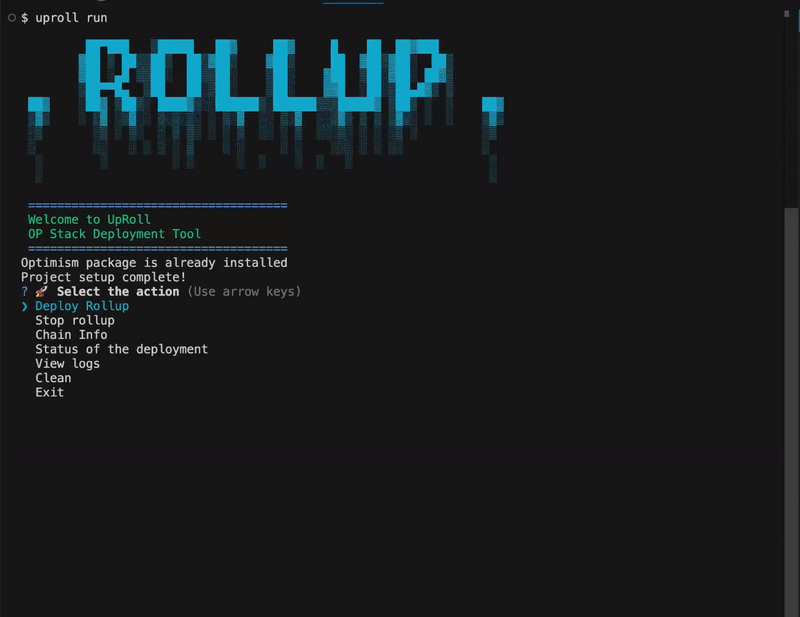 $ uproll run
. ROLLUP .
===================================
Welcome to UpRoll
OP Stack Deployment Tool
===================================
Optimism package is already installed
Project setup complete!
? 🚀 Select the action (Use arrow keys)
❯ Deploy Rollup
Stop rollup
Chain Info
Status of the deployment
View logs
Clean
Exit